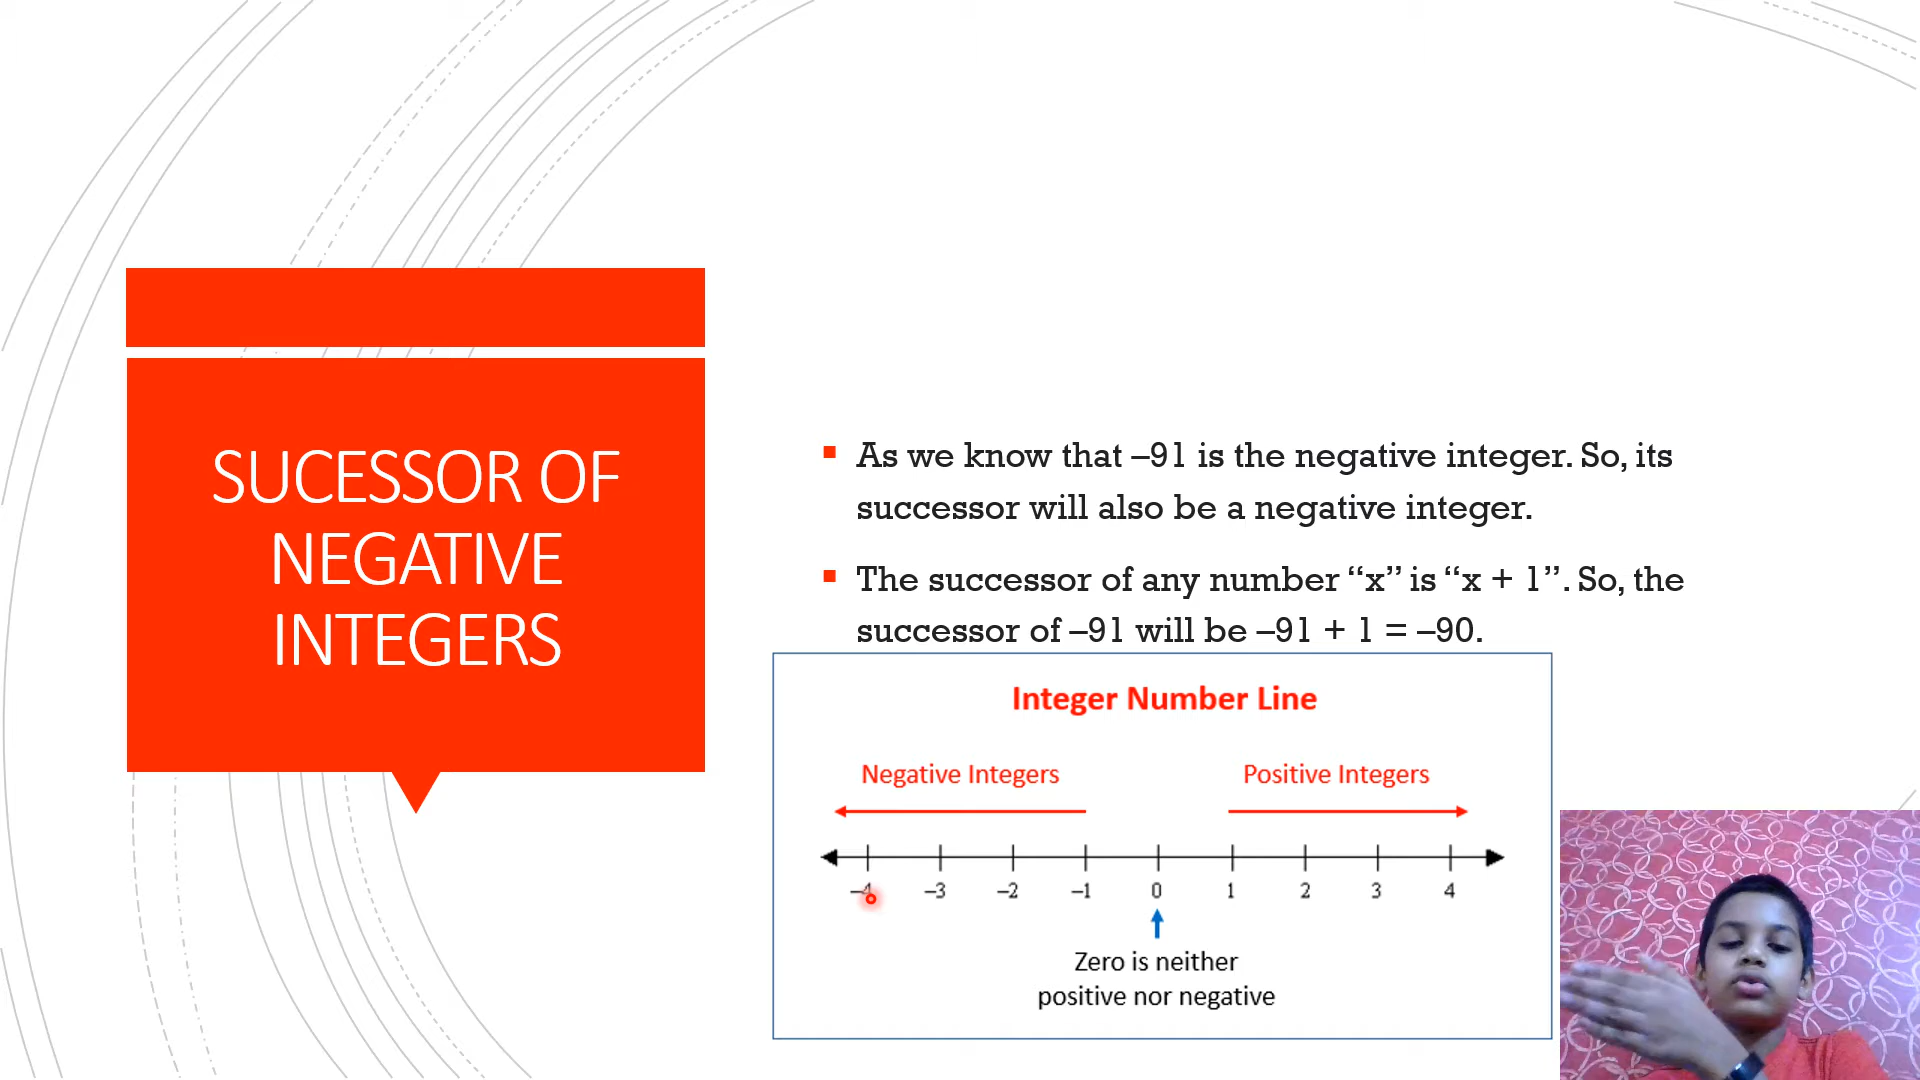 SUCESSOR OF
NEGATIVE
INTEGERS
As we know that –91 is the negative integer. So, its
successor will also be a negative integer.
The successor of any number “x” is “x + 1”. So, the
successor of –91 will be –91 + 1 = –90.
Integer Number Line
Negative Integers Positive Integers
–4 –3 –2 –1 0 1 2 3 4
Zero is neither
positive nor negative